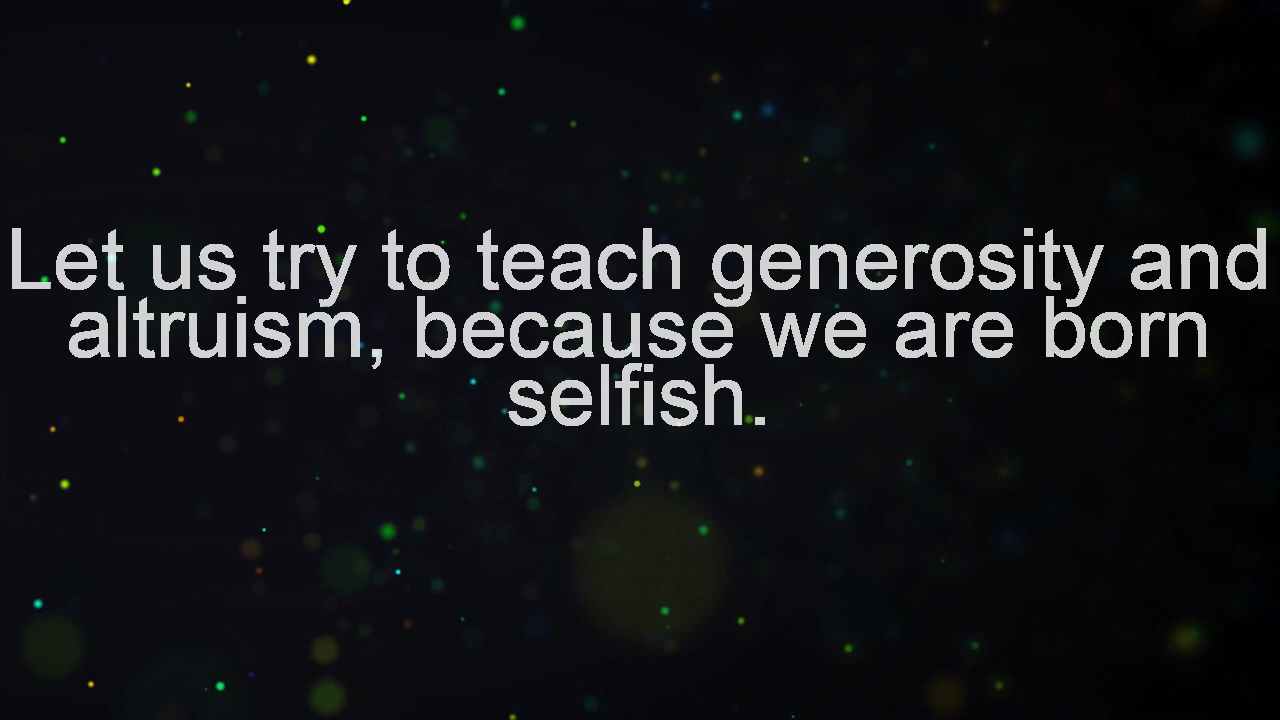 Let us try to teach generosity and
altruism, because we are born
selfish.